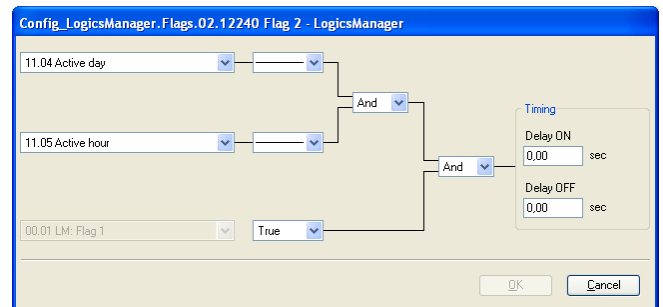 Config_LogicsManager.Flags.02.12240 Flag 2 - LogicsManager
11.04 Active day
And
Timing
Delay ON
11.05 Active hour
0,00 sec
And
Delay OFF
0,00 sec
00.01 LM: Flag 1
True
OK
Cancel